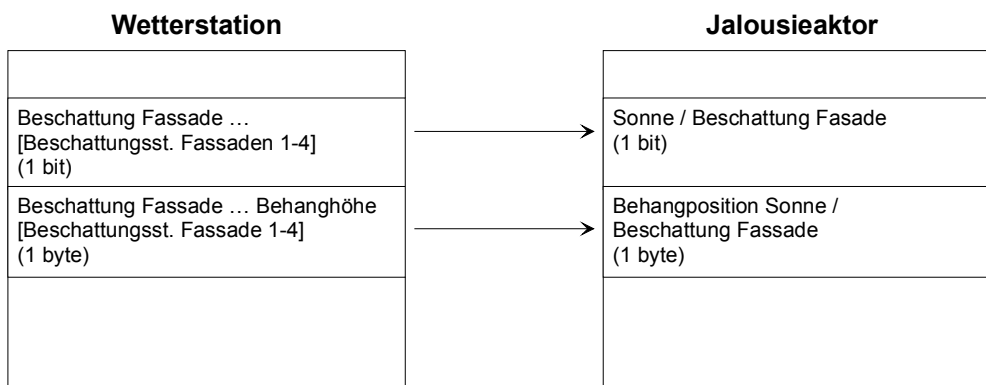 Wetterstation
Jalousieaktor
Beschattung Fassade …
[Beschattungsst. Fassaden 1-4]
(1 bit)
Sonne / Beschattung Fasade
(1 bit)
Beschattung Fassade … Behanghöhe
[Beschattungsst. Fassade 1-4]
(1 byte)
Behangposition Sonne /
Beschattung Fassade
(1 byte)